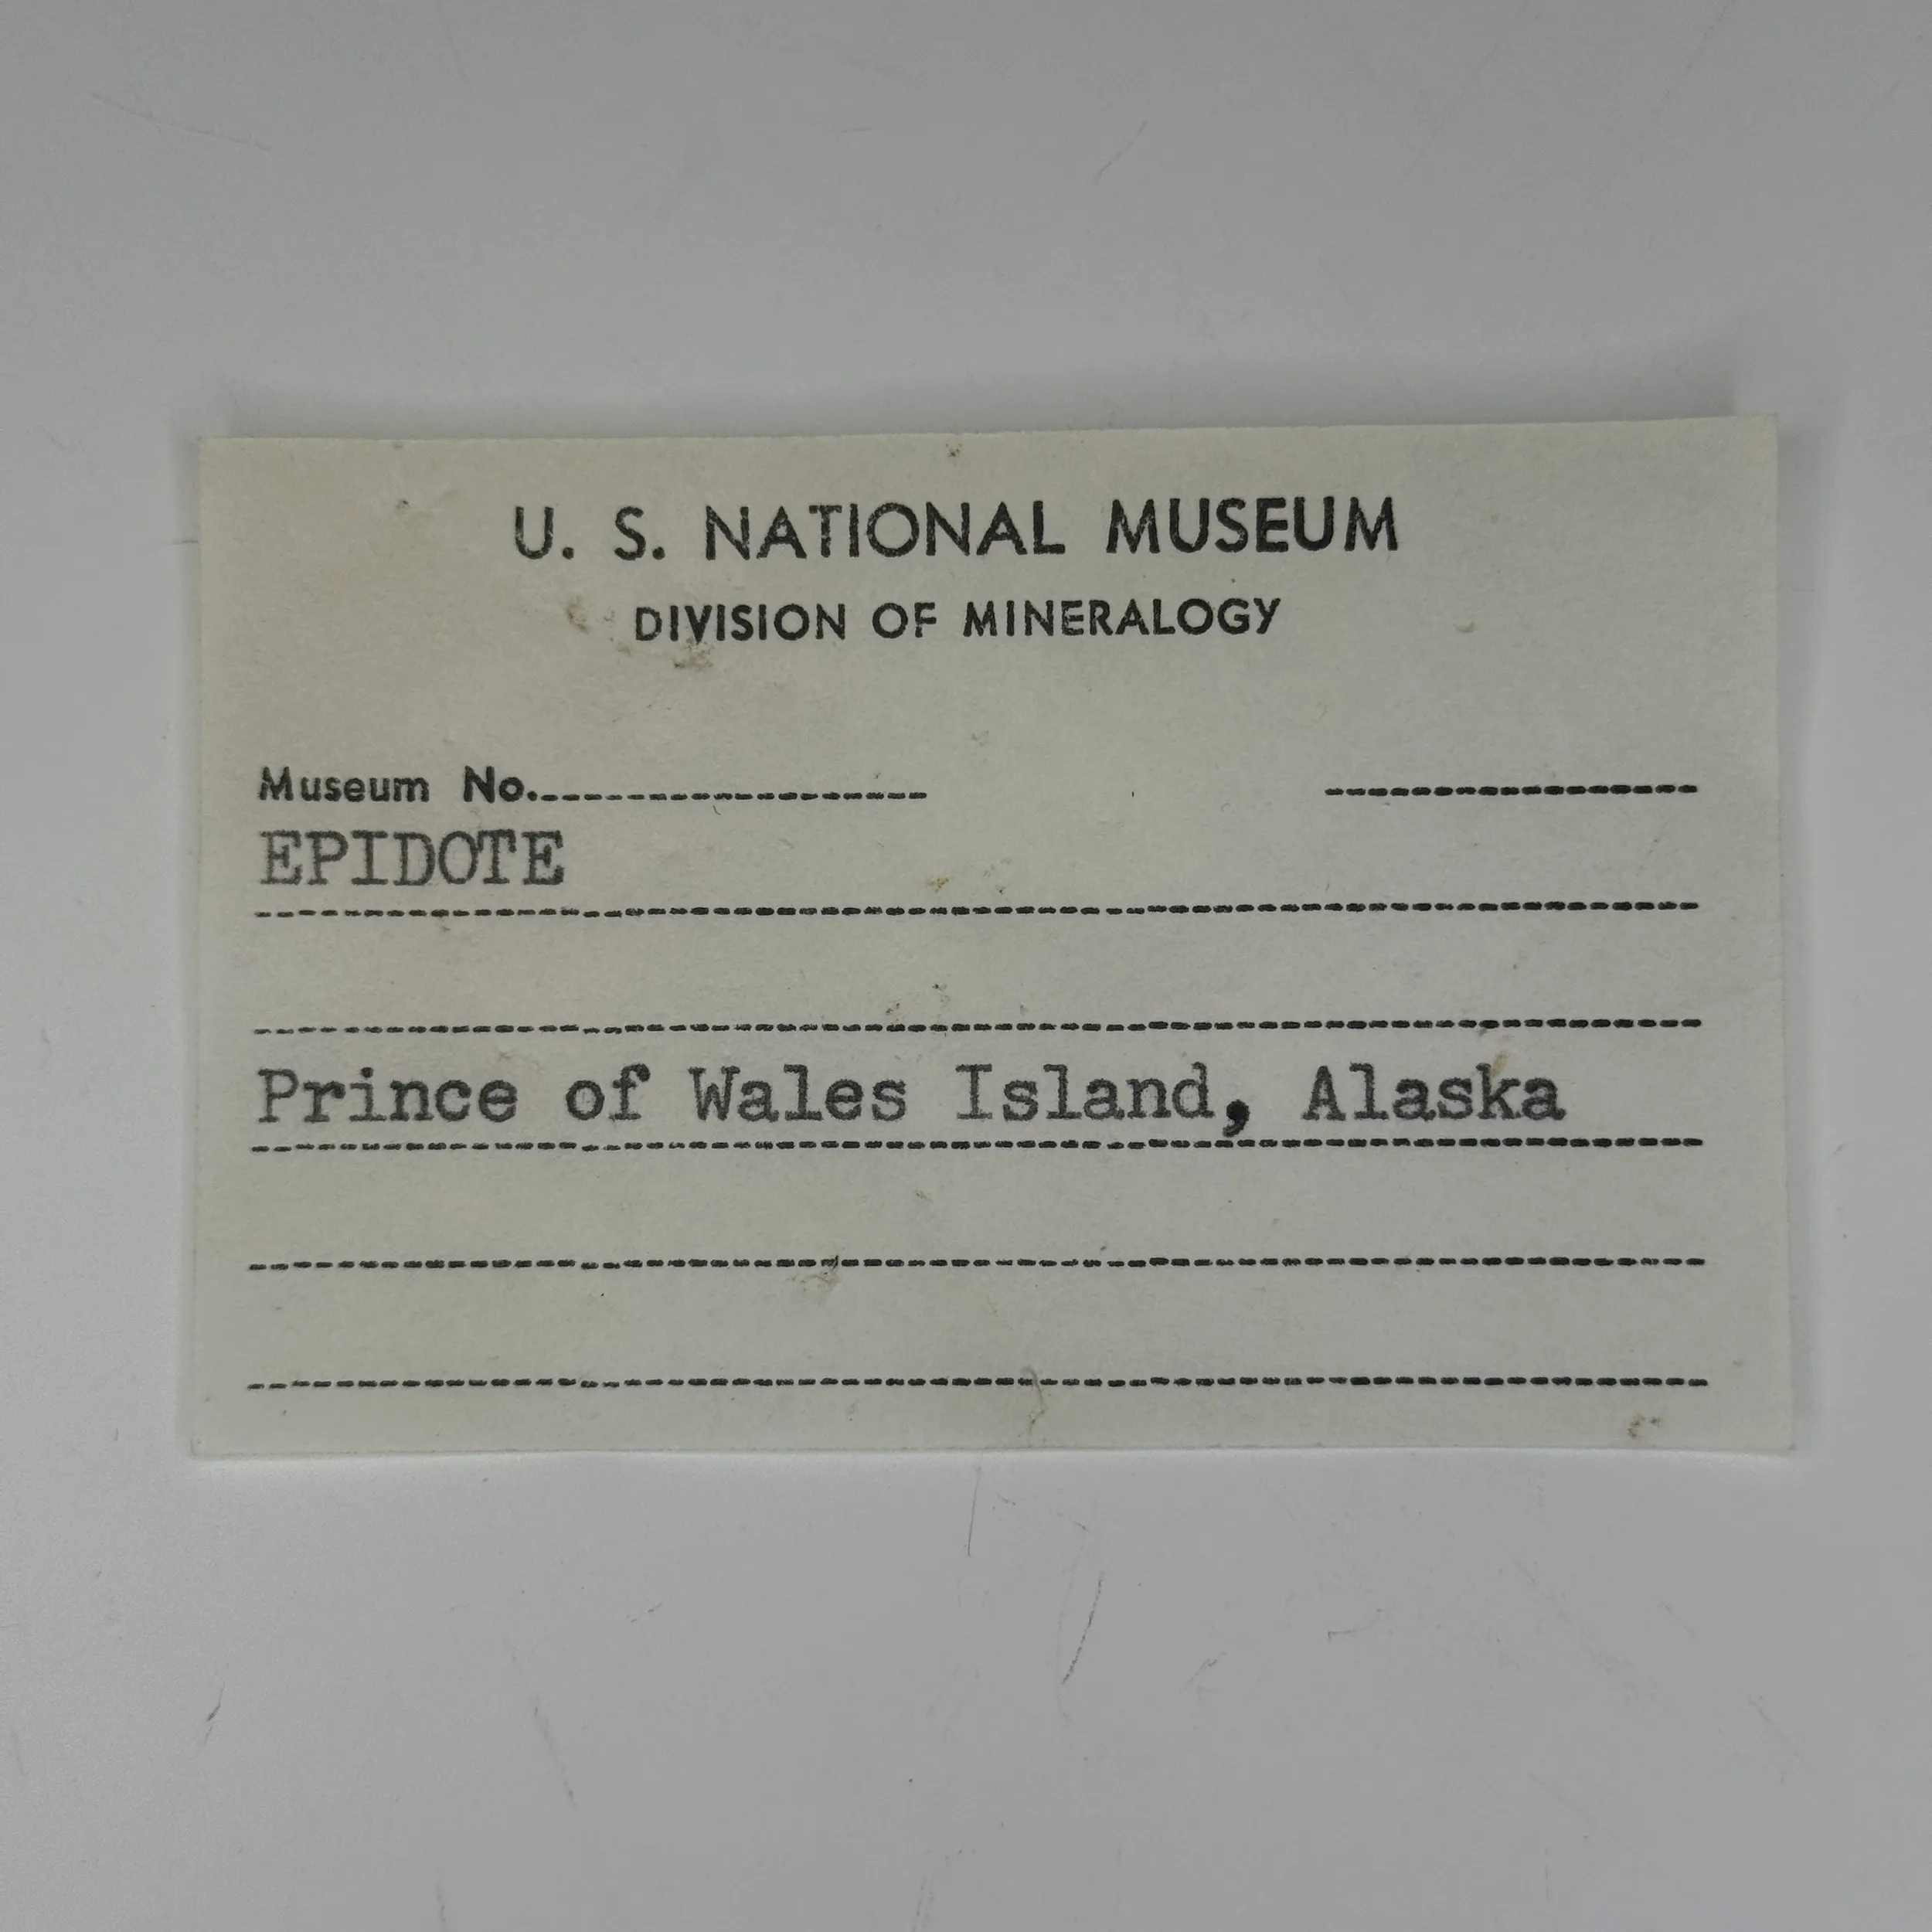 U. S. NATIONAL MUSEUM
DIVISION OF MINERALOGY
Museum No.
EPIDOTE
Prince of Wales Island, Alaska